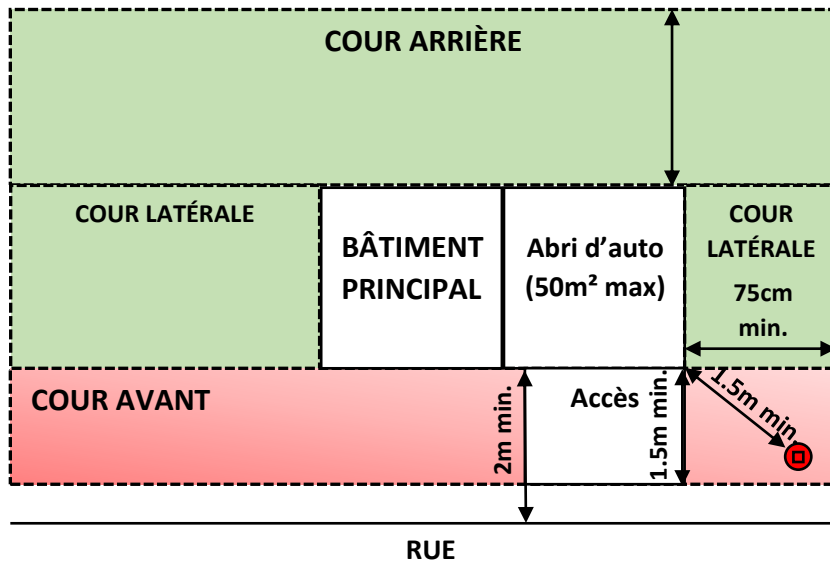 COUR ARRIÈRE
COUR LATÉRALE
BÂTIMENT
PRINCIPAL
Abri d’auto
(50m² max)
COUR
LATÉRALE
75cm
min.
COUR AVANT
2m min.
Accès
1.5m min.
1.5m min.
RUE